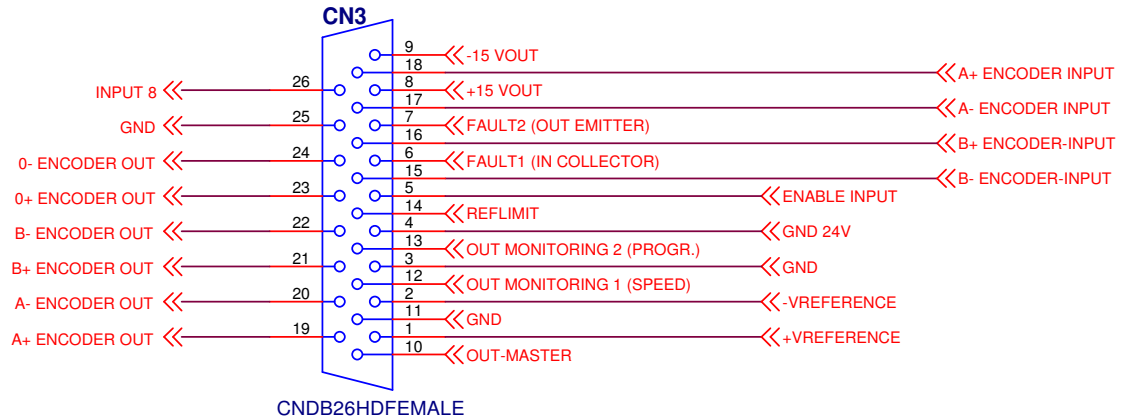 CN3
9 -15 VOUT
18 A+ ENCODER INPUT
INPUT 8 26
8 +15 VOUT
17 A- ENCODER INPUT
GND 25
7 FAULT2 (OUT EMITTER)
16 B+ ENCODER-INPUT
0- ENCODER OUT 24
6 FAULT1 (IN COLLECTOR)
15 B- ENCODER-INPUT
0+ ENCODER OUT 23
5 ENABLE INPUT
14 REFLIMIT
B- ENCODER OUT 22
4 GND 24V
13 OUT MONITORING 2 (PROGR.)
B+ ENCODER OUT 21
3 GND
12 OUT MONITORING 1 (SPEED)
A- ENCODER OUT 20
2 -VREFERENCE
11 GND
A+ ENCODER OUT 19
1 +VREFERENCE
10 OUT-MASTER
CNDB26HDFEMALE